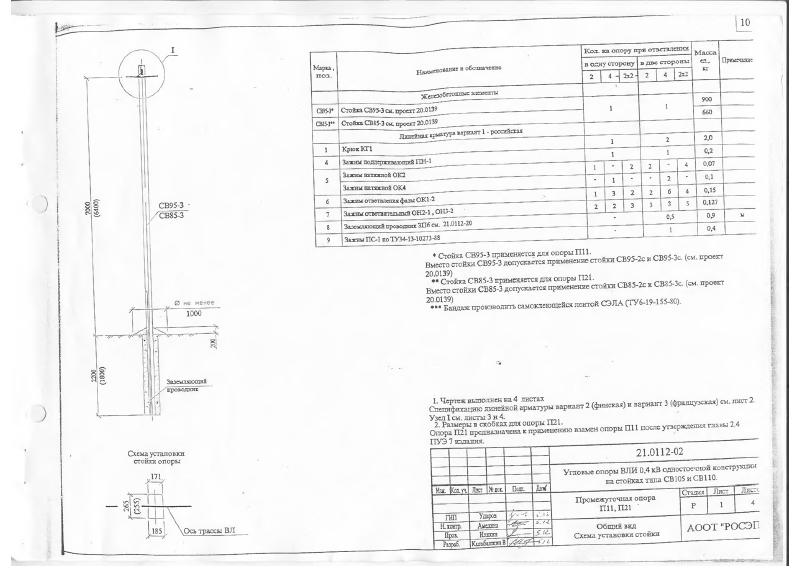 10
I
7000
(6400)
СВ95-3
СВ85-3
Ø не менее
1000
200
1200
(1800)
Заземляющий
проводник
Схема установки
стойки опоры
171
265
(255)
185
Ось трассы ВЛ
Марка, поз. Наименование и обозначение Кол. на опору при ответвлении Масса ед., кг Примечание
в одну сторону в две стороны
2 4 2x2 2 4 2x2
Железобетонные элементы
СВ95-3* Стойка СВ95-3 см. проект 20.0139 1 1 900
СВ85-3** Стойка СВ85-3 см. проект 20.0139 660
Линейная арматура вариант 1 - российская
1 Крюк КГ1 1 2 2,0
4 Зажим поддерживающий ПН-1 1 1 0,2
5 Зажим натяжной ОК2 1 - 2 2 - 4 0,07
Зажим натяжной ОК4 - 1 - - 2 - 0,1
6 Зажим ответвления фазы ОК1-2 1 3 2 2 6 4 0,15
7 Зажим ответвительный ОН2-1, ОН3-2 2 2 3 3 3 5 0,127
8 Заземляющий проводник ЗП6 см. 21.0112-20 - 0,5 0,9 м
9 Зажим ПС-1 по ТУ34-13-10273-88 - 1 0,4
* Стойка СВ95-3 применяется для опоры П11.
Вместо стойки СВ95-3 допускается применение стойки СВ95-2с и СВ95-3с. (см. проект
20.0139)
** Стойка СВ85-3 применяется для опоры П21.
Вместо стойки СВ85-3 допускается применение стойки СВ85-2с и СВ85-3с. (см. проект
20.0139)
*** Бандаж производить самоклеющейся лентой СЭЛА (ТУ6-19-155-80).
1. Чертеж выполнен на 4 листах
Спецификацию линейной арматуры вариант 2 (финская) и вариант 3 (французская) см. лист 2.
Узел I см. листы 3 и 4.
2. Размеры в скобках для опоры П21.
Опора П21 предназначена к применению взамен опоры П11 после утверждения главы 2.4
ПУЭ 7 издания.
21.0112-02
Угловые опоры ВЛИ 0,4 кВ одностоечной конструкции
на стойках типа СВ105 и СВ110.
Изм. Кол.уч. Лист №док. Подп. Дата
Промежуточная опора
П11, П21
Стадия Лист Листов
Р 1 4
ГИП Ударов
Н.контр. Амелина
Пров.
Разраб. Калабашкин
Общий вид
Схема установки стойки
АООТ "РОСЭП